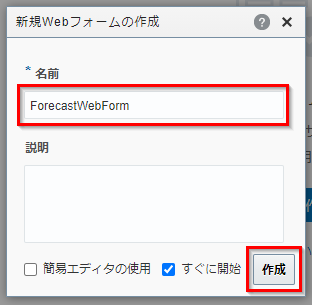 新規Webフォームの作成
?
* 名前
ForecastWebForm
説明
簡易エディタの使用 すぐに開始 作成